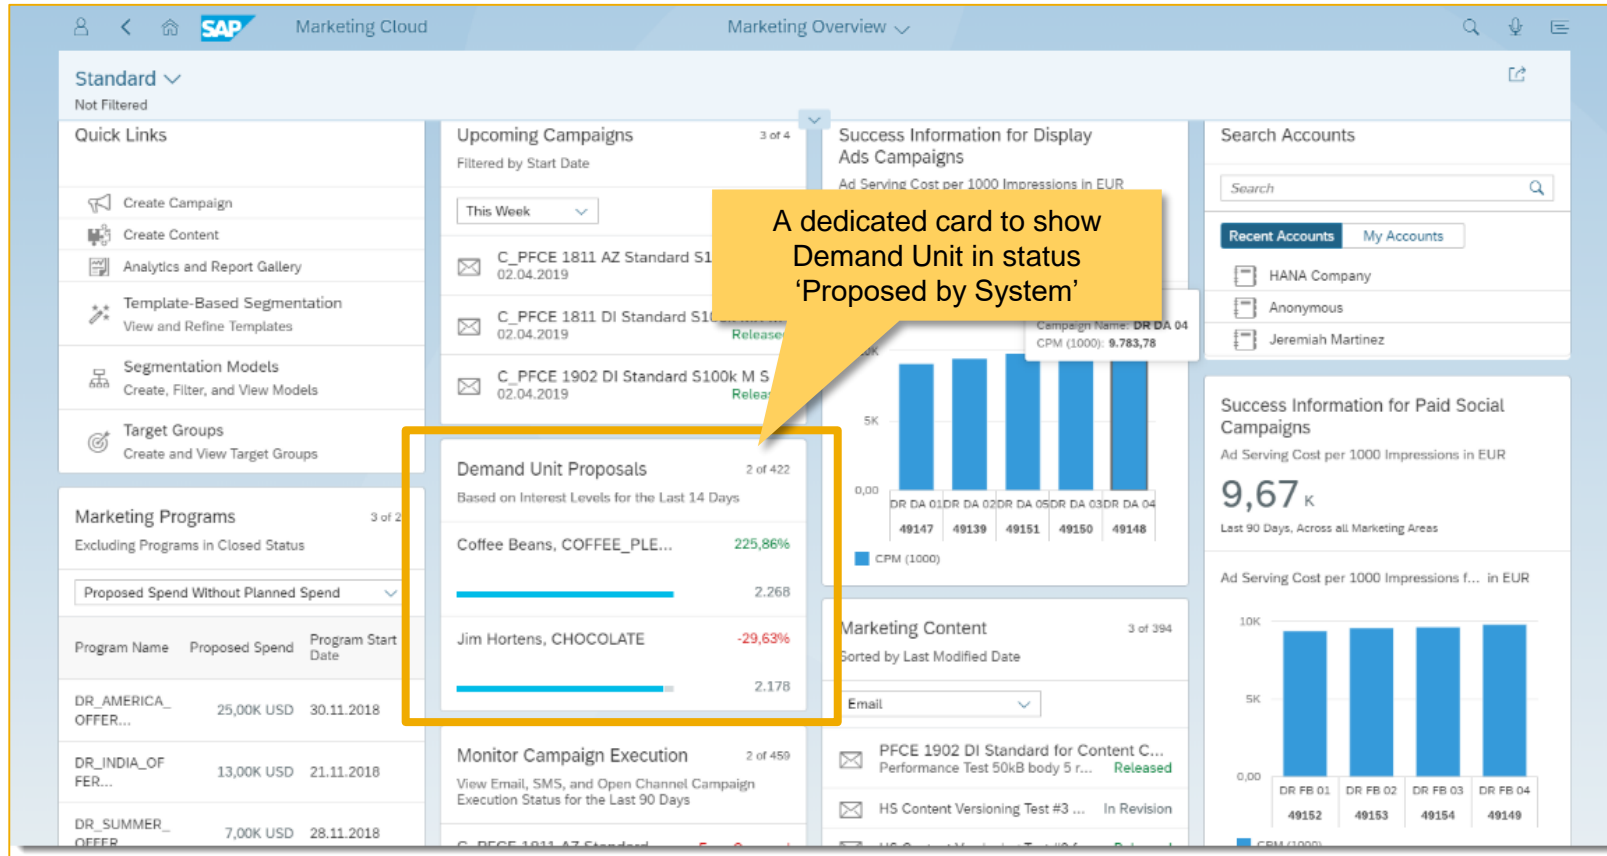 SAP
Marketing Cloud
Marketing Overview
Standard
Not Filtered
Quick Links
Create Campaign
Create Content
Analytics and Report Gallery
Template-Based Segmentation
View and Refine Templates
Segmentation Models
Create, Filter, and View Models
Target Groups
Create and View Target Groups
Marketing Programs
3 of 2
Excluding Programs in Closed Status
Proposed Spend Without Planned Spend
Program Name Proposed Spend Program Start
Date
DR_AMERICA_
OFFER...
25,00K USD 30.11.2018
DR_INDIA_OF
FER...
13,00K USD 21.11.2018
DR_SUMMER_
OFFER
7,00K USD 28.11.2018
Upcoming Campaigns
3 of 4
Filtered by Start Date
This Week
C_PFCE 1811 AZ Standard S1
02.04.2019
C_PFCE 1811 DI Standard S1
02.04.2019
Released
C_PFCE 1902 DI Standard S100k M S
02.04.2019
Relea
A dedicated card to show
Demand Unit in status
‘Proposed by System’
Demand Unit Proposals
2 of 422
Based on Interest Levels for the Last 14 Days
Coffee Beans, COFFEE_PLE...
225,86%
2.268
Jim Hortens, CHOCOLATE
-29,63%
2.178
Monitor Campaign Execution
2 of 459
View Email, SMS, and Open Channel Campaign
Execution Status for the Last 90 Days
C_PFCE 1811 AZ Standard
Success Information for Display
Ads Campaigns
Ad Serving Cost per 1000 Impressions in EUR
Campaign Name: DR DA 04
CPM (1000): 9.783,78
5K
0,00
DR DA 01 DR DA 02 DR DA 05 DR DA 03 DR DA 04
49147 49139 49151 49150 49148
CPM (1000)
Marketing Content
3 of 394
Sorted by Last Modified Date
Email
PFCE 1902 DI Standard for Content C...
Performance Test 50kB body 5 r...
Released
HS Content Versioning Test #3 ...
In Revision
Search Accounts
Search
Recent Accounts My Accounts
HANA Company
Anonymous
Jeremiah Martinez
Success Information for Paid Social
Campaigns
Ad Serving Cost per 1000 Impressions in EUR
9,67 K
Last 90 Days, Across all Marketing Areas
Ad Serving Cost per 1000 Impressions f... in EUR
10K
5K
0,00
DR FB 01 DR FB 02 DR FB 03 DR FB 04
49152 49153 49154 49149
CPM (1000)